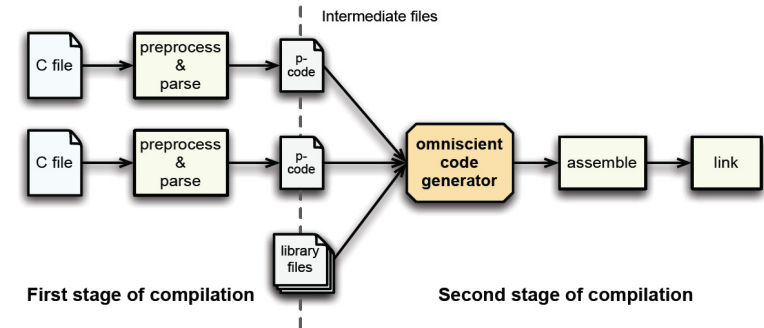 Intermediate files
C file
preprocess
&
parse
p-
code
C file
preprocess
&
parse
p-
code
omniscient
code
generator
assemble
link
library
files
First stage of compilation
Second stage of compilation